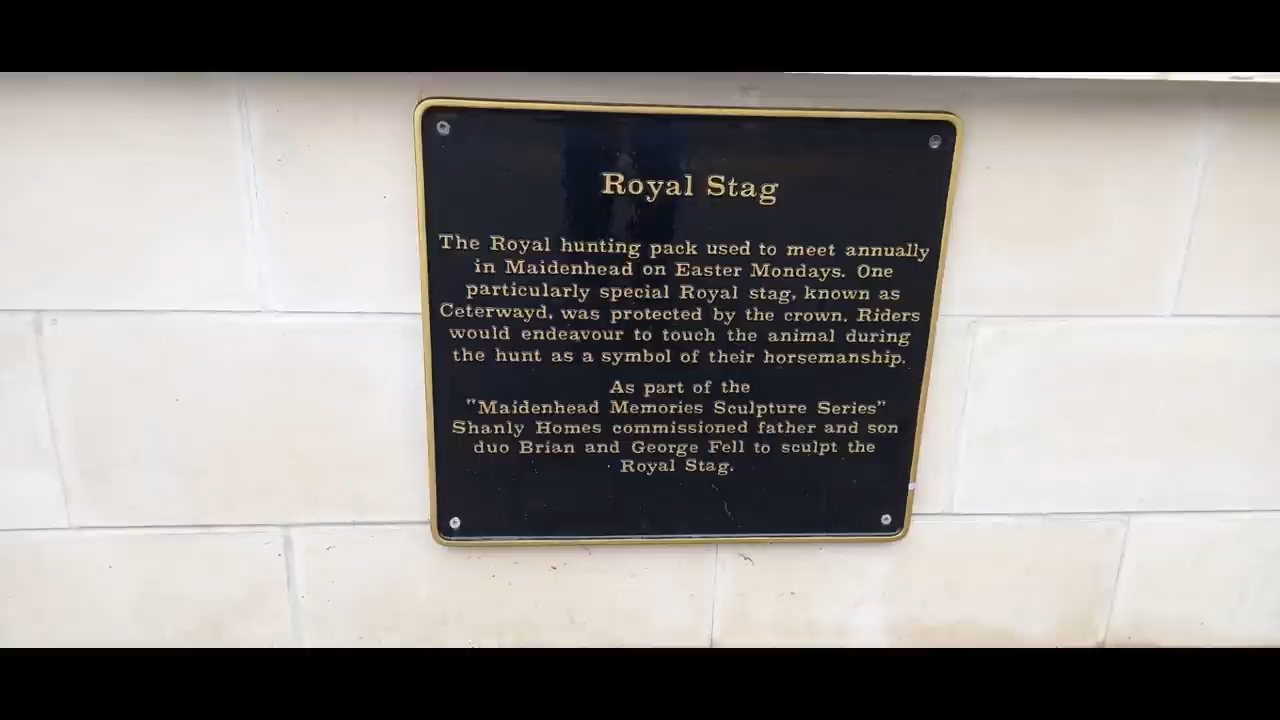 Royal Stag
The Royal hunting pack used to meet annually
in Maidenhead on Easter Mondays. One
particularly special Royal stag, known as
Ceterwayd, was protected by the crown. Riders
would endeavour to touch the animal during
the hunt as a symbol of their horsemanship.
As part of the
"Maidenhead Memories Sculpture Series"
Shanly Homes commissioned father and son
duo Brian and George Fell to sculpt the
Royal Stag.